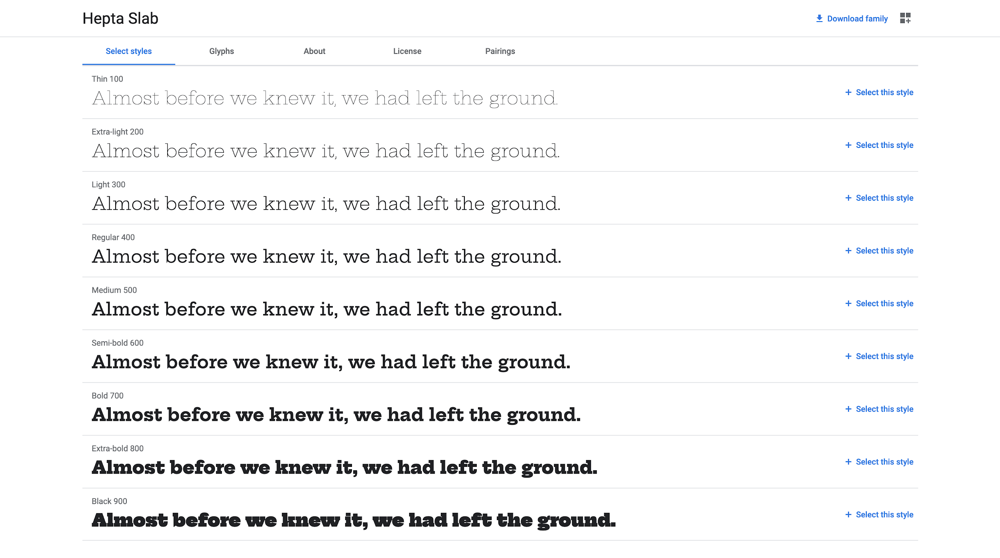 Hepta Slab
Download family
Select styles Glyphs About License Pairings
Thin 100
Almost before we knew it, we had left the ground.
+ Select this style
Extra-light 200
Almost before we knew it, we had left the ground.
+ Select this style
Light 300
Almost before we knew it, we had left the ground.
+ Select this style
Regular 400
Almost before we knew it, we had left the ground.
+ Select this style
Medium 500
Almost before we knew it, we had left the ground.
+ Select this style
Semi-bold 600
Almost before we knew it, we had left the ground.
+ Select this style
Bold 700
Almost before we knew it, we had left the ground.
+ Select this style
Extra-bold 800
Almost before we knew it, we had left the ground.
+ Select this style
Black 900
Almost before we knew it, we had left the ground.
+ Select this style